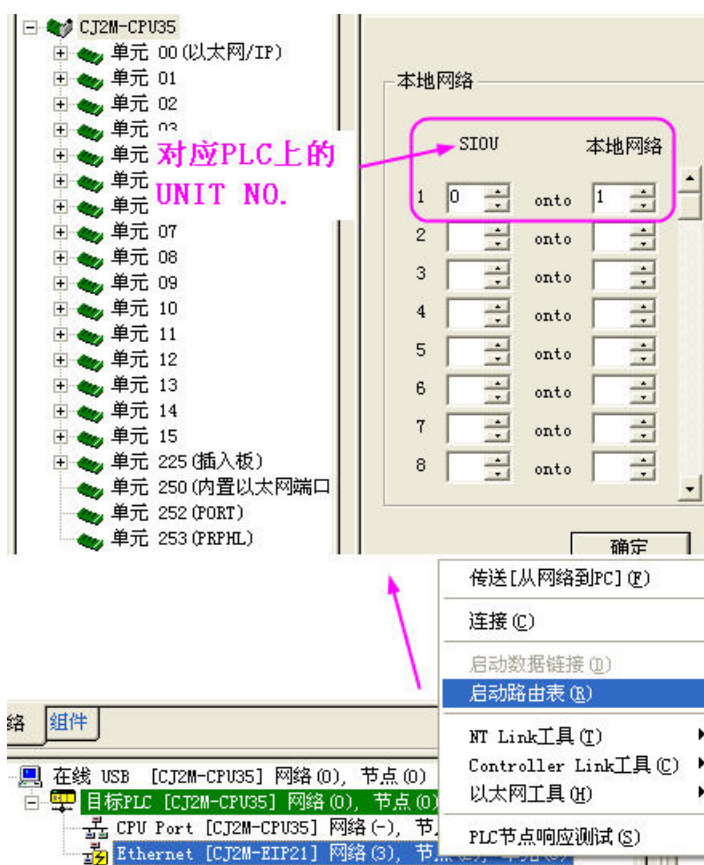 CJ2M-CPU35
单元 00(以太网/IP)
单元 01
单元 02
单元 03
单元
单元
单元
单元 07
单元 08
单元 09
单元 10
单元 11
单元 12
单元 13
单元 14
单元 15
单元 225(插入板)
单元 250(内置以太网端口
单元 252(PORT)
单元 253(PRPHL)
对应PLC上的
UNIT NO.
本地网络
SIOU 本地网络
1 0 onto 1
2 onto
3 onto
4 onto
5 onto
6 onto
7 onto
8 onto
确定
传送[从网络到PC](F)
连接(C)
启动数据链接(D)
启动路由表(R)
NT Link工具(T)
Controller Link工具(C)
以太网工具(H)
PLC节点响应测试(S)
络 组件
在线 USB [CJ2M-CPU35] 网络(0), 节点(0)
目标PLC [CJ2M-CPU35] 网络(0), 节点(0)
CPU Port [CJ2M-CPU35] 网络(-), 节
Ethernet [CJ2M-EIP21] 网络(3), 节